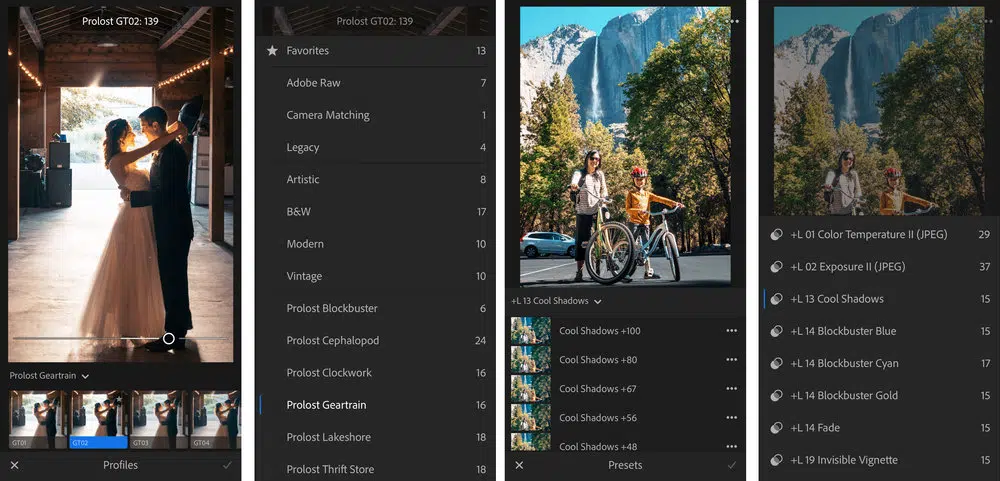 Prolost GT02: 139
Prolost Geartrain
GT01
GT02
GT03
GT04
Profiles
Prolost GT02: 139
Favorites 13
Adobe Raw 7
Camera Matching 1
Legacy 4
Artistic 8
B&W 17
Modern 10
Vintage 10
Prolost Blockbuster 6
Prolost Cephalopod 24
Prolost Clockwork 16
Prolost Geartrain 16
Prolost Lakeshore 18
Prolost Thrift Store 18
+L 13 Cool Shadows
Cool Shadows +100
Cool Shadows +80
Cool Shadows +67
Cool Shadows +56
Cool Shadows +48
Presets
+L 01 Color Temperature II (JPEG) 29
+L 02 Exposure II (JPEG) 37
+L 13 Cool Shadows 15
+L 14 Blockbuster Blue 15
+L 14 Blockbuster Cyan 17
+L 14 Blockbuster Gold 15
+L 14 Fade 15
+L 19 Invisible Vignette 15